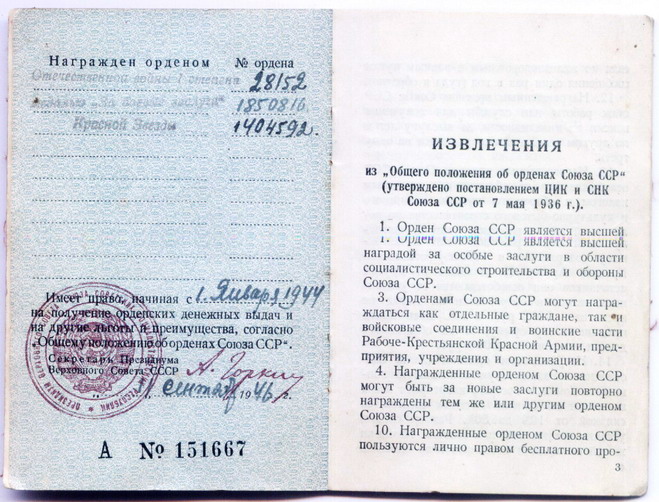 Награжден орденом № ордена
Отечественной войны I степени 28152
медалью „За боевые заслуги" 1850816
Красной Звезды 1404592.
Имеет право, начиная с 1. Января 1944
на получение орденских денежных выдач и
на другие льготы и преимущества, согласно
„Общему положению об орденах Союза ССР".
Секретарь Президиума
Верховного Совета СССР А. Горкин
сентяб 1946 г.
А № 151667
ИЗВЛЕЧЕНИЯ
из „Общего положения об орденах Союза ССР"
(утверждено постановлением ЦИК и СНК
Союза ССР от 7 мая 1936 г.).
1. Орден Союза ССР является высшей
1. Орден Союза ССР является высшей
наградой за особые заслуги в области
социалистического строительства и обороны
Союза ССР.
3. Орденами Союза ССР могут награ-
ждаться как отдельные граждане, так и
войсковые соединения и воинские части
Рабоче-Крестьянской Красной Армии, пред-
приятия, учреждения и организации.
4. Награжденные орденом Союза ССР
могут быть за новые заслуги повторно
награждены тем же или другим орденом
Союза ССР.
10. Награжденные орденом Союза ССР
пользуются лично правом бесплатного про-
3